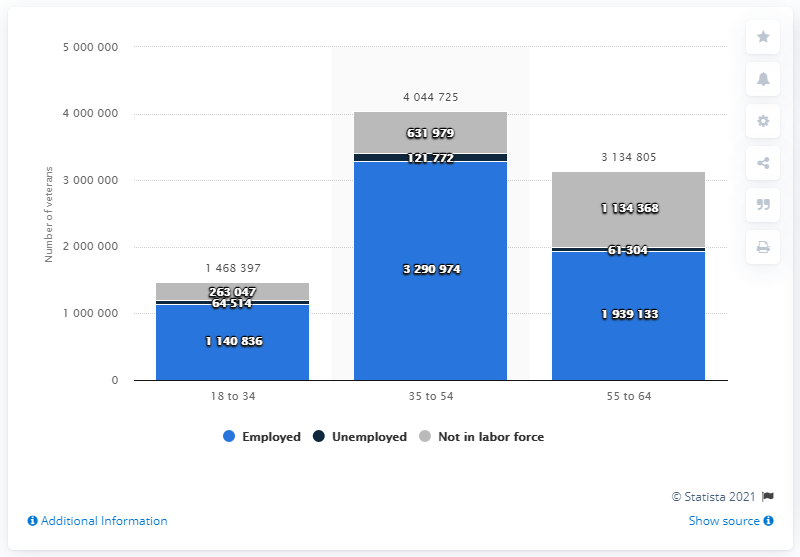 5 000 000
4 000 000
3 000 000
2 000 000
1 000 000
0
Number of veterans
1 468 397
263 047
64 514
1 140 836
4 044 725
631 979
121 772
3 290 974
3 134 805
1 134 368
61 304
1 939 133
18 to 34 35 to 54 55 to 64
Employed Unemployed Not in labor force
© Statista 2021
Additional Information Show source